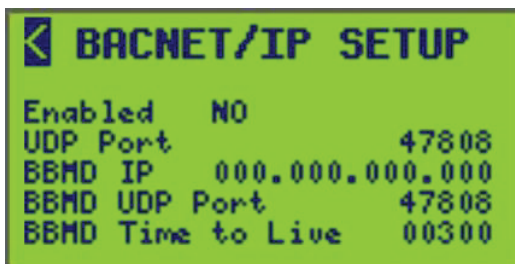 < BACNET/IP SETUP
Enabled NO
UDP Port 47808
BBMD IP 000.000.000.000
BBMD UDP Port 47808
BBMD Time to Live 00300